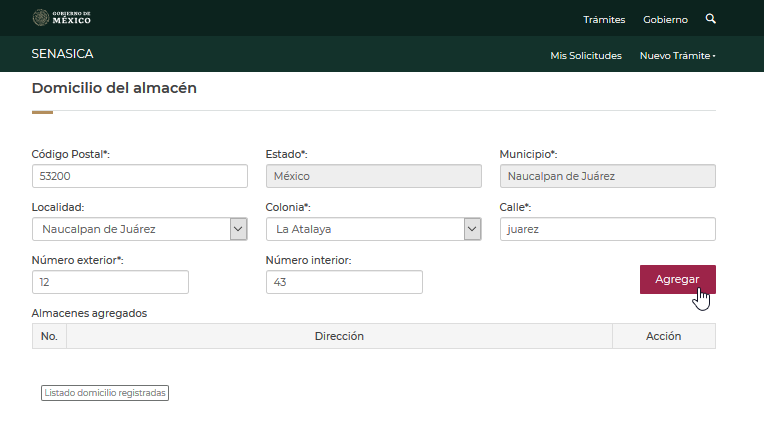 GOBIERNO DE
MÉXICO
Trámites Gobierno
SENASICA
Mis Solicitudes Nuevo Trámite
Domicilio del almacén
Código Postal*: Estado*: Municipio*:
53200 México Naucalpan de Juárez
Localidad: Colonia*: Calle*:
Naucalpan de Juárez La Atalaya juarez
Número exterior*: Número interior:
12 43 Agregar
Almacenes agregados
No. Dirección Acción
Listado domicilio registradas